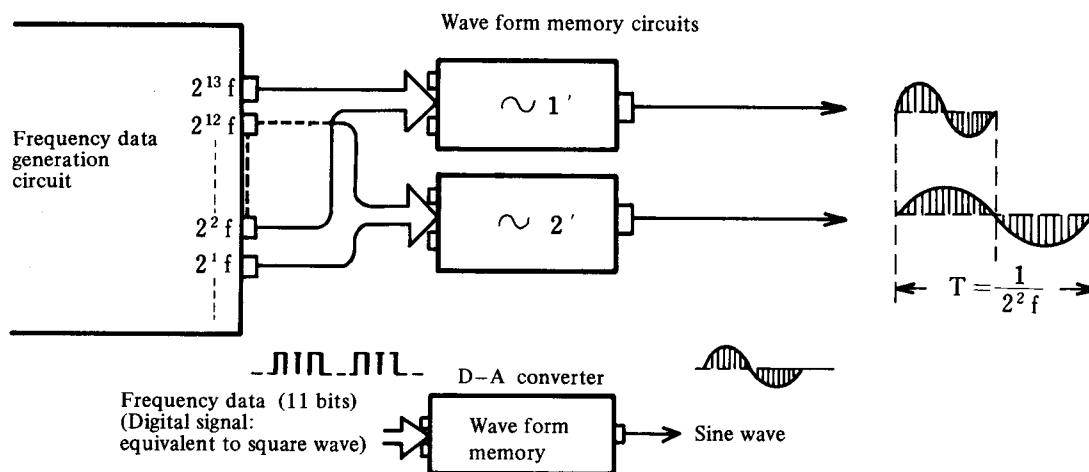 Wave form memory circuits
2¹³ f
2¹² f
Frequency data
generation
circuit
2² f
2¹ f
~ 1′
~ 2′
T = 1/2² f
D–A converter
Frequency data (11 bits)
(Digital signal:
equivalent to square wave)
Wave form
memory
Sine wave